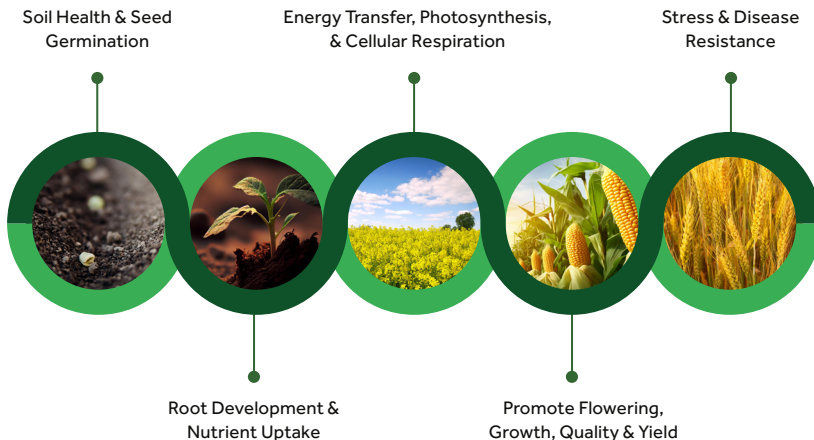 Soil Health & Seed
Germination
Energy Transfer, Photosynthesis,
& Cellular Respiration
Stress & Disease
Resistance
Root Development &
Nutrient Uptake
Promote Flowering,
Growth, Quality & Yield